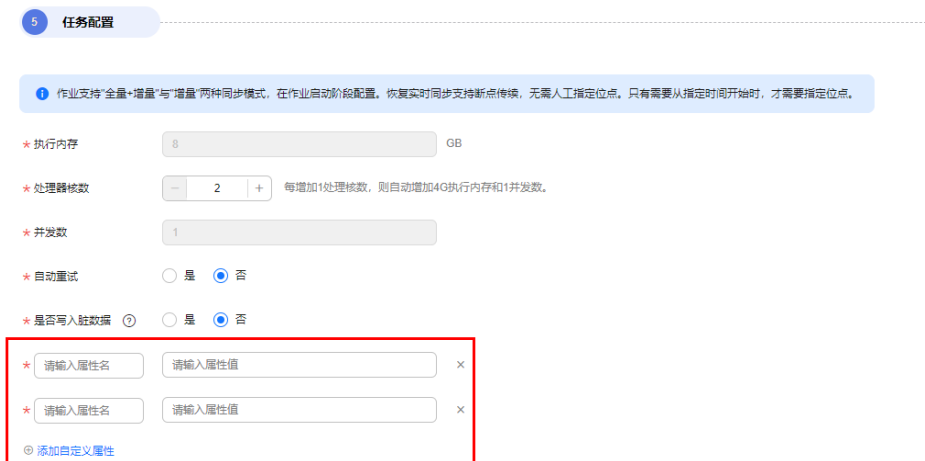 5 任务配置
作业支持"全量+增量"与"增量"两种同步模式，在作业启动阶段配置。恢复实时同步支持断点传续，无需人工指定位点。只有需要从指定时间开始时，才需要指定位点。
* 执行内存 8 GB
* 处理器核数 − 2 + 每增加1处理核数，则自动增加4G执行内存和1并发数。
* 并发数 1
* 自动重试 是 否
* 是否写入脏数据 ? 是 否
* 请输入属性名 请输入属性值 ×
* 请输入属性名 请输入属性值 ×
⊕ 添加自定义属性